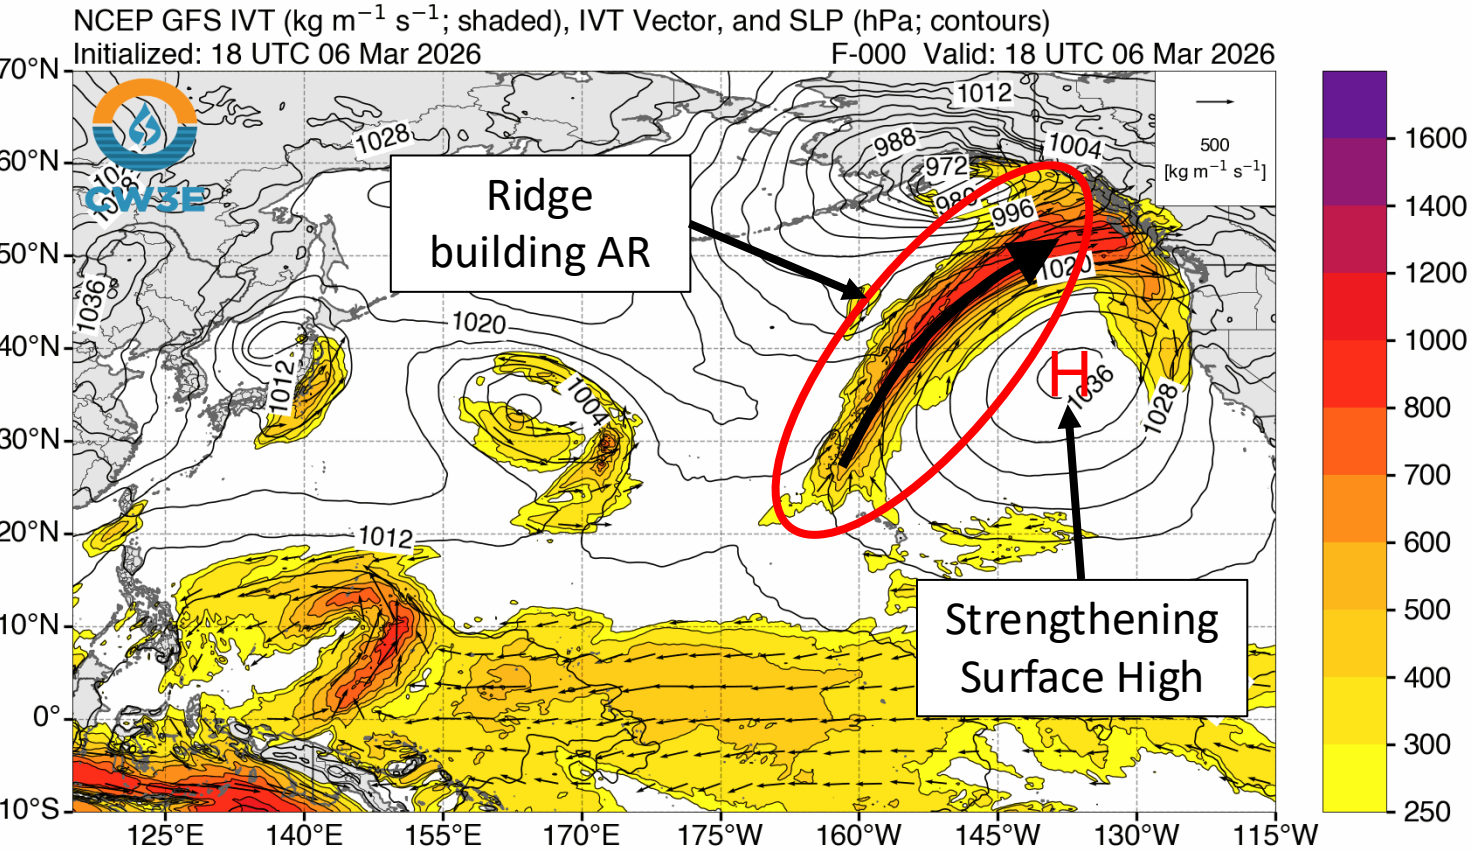 NCEP GFS IVT (kg m⁻¹ s⁻¹; shaded), IVT Vector, and SLP (hPa; contours)
Initialized: 18 UTC 06 Mar 2026
F-000 Valid: 18 UTC 06 Mar 2026
70°N
60°N
50°N
40°N
30°N
20°N
10°N
0°
10°S
CW3E
1028
1012
988
972
980
996
1004
1020
500
[kg m⁻¹ s⁻¹]
Ridge
building AR
1036
1020
1012
1004
H
1036
1028
1012
Strengthening
Surface High
125°E
140°E
155°E
170°E
175°W
160°W
145°W
130°W
115°W
1600
1400
1200
1000
800
700
600
500
400
300
250